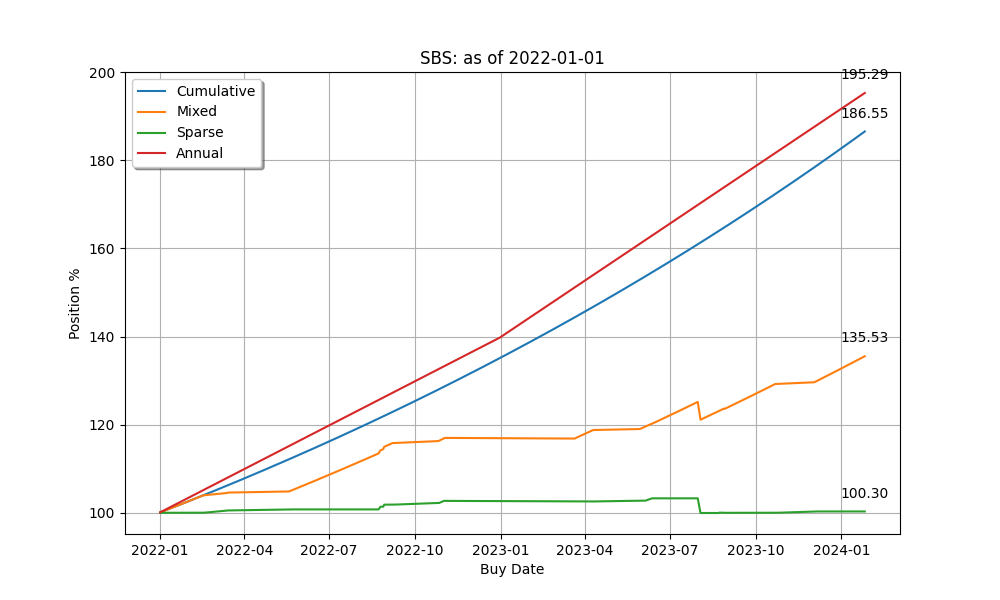 SBS: as of 2022-01-01
Cumulative
Mixed
Sparse
Annual
195.29
186.55
135.53
100.30
200
180
160
140
120
100
Position %
2022-01 2022-04 2022-07 2022-10 2023-01 2023-04 2023-07 2023-10 2024-01
Buy Date